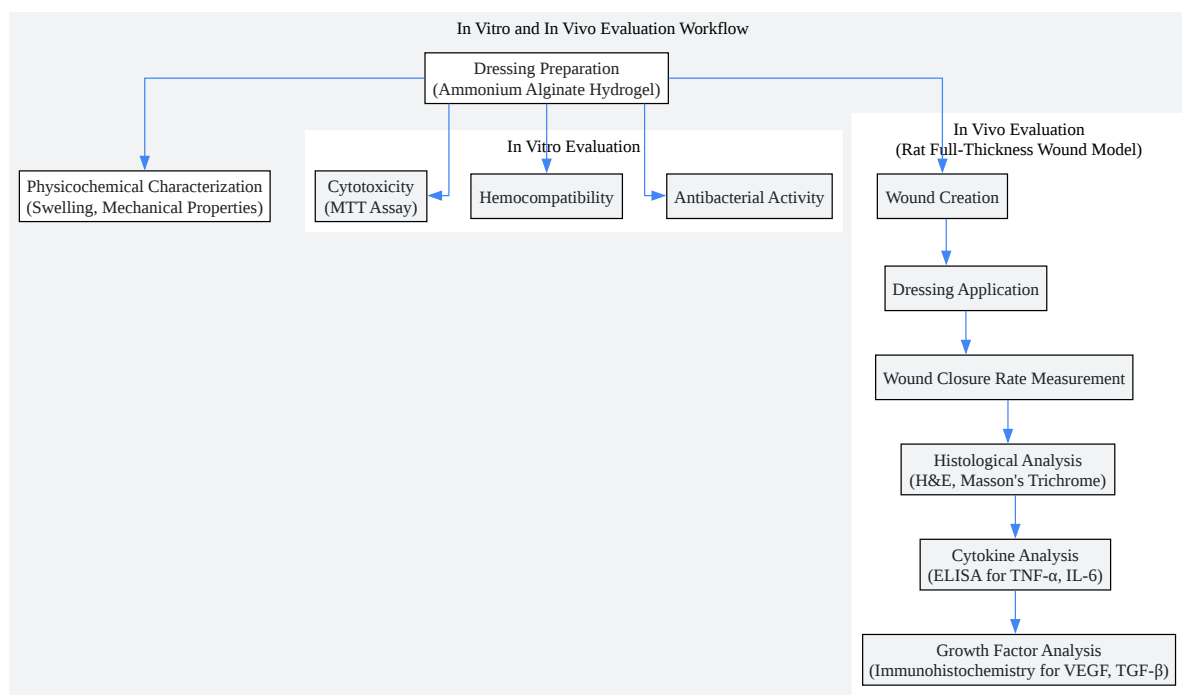 In Vitro and In Vivo Evaluation Workflow
Dressing Preparation
(Ammonium Alginate Hydrogel)
Physicochemical Characterization
(Swelling, Mechanical Properties)
In Vitro Evaluation
Cytotoxicity
(MTT Assay)
Hemocompatibility
Antibacterial Activity
In Vivo Evaluation
(Rat Full-Thickness Wound Model)
Wound Creation
Dressing Application
Wound Closure Rate Measurement
Histological Analysis
(H&E, Masson's Trichrome)
Cytokine Analysis
(ELISA for TNF-α, IL-6)
Growth Factor Analysis
(Immunohistochemistry for VEGF, TGF-β)